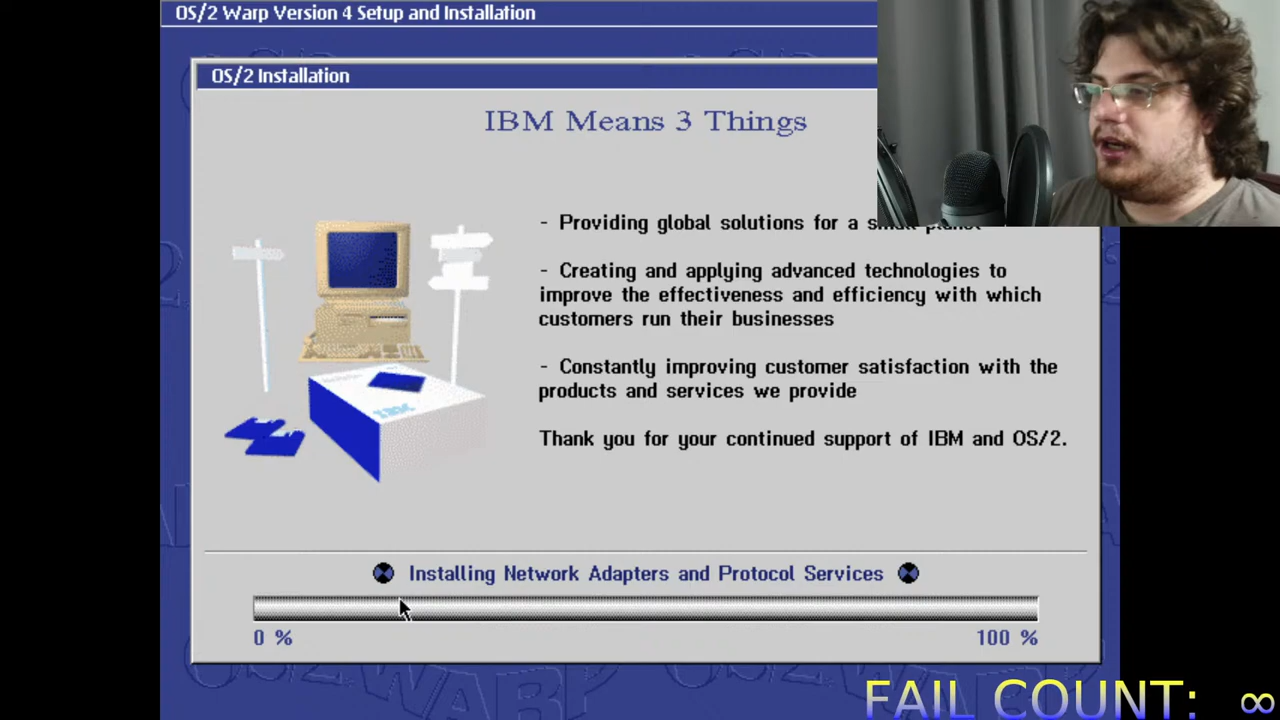 OS/2 Warp Version 4 Setup and Installation
OS/2 Installation
IBM Means 3 Things
- Providing global solutions for a small planet
- Creating and applying advanced technologies to
improve the effectiveness and efficiency with which
customers run their businesses
- Constantly improving customer satisfaction with the
products and services we provide
Thank you for your continued support of IBM and OS/2.
Installing Network Adapters and Protocol Services
0 %
100 %
FAIL COUNT: ∞